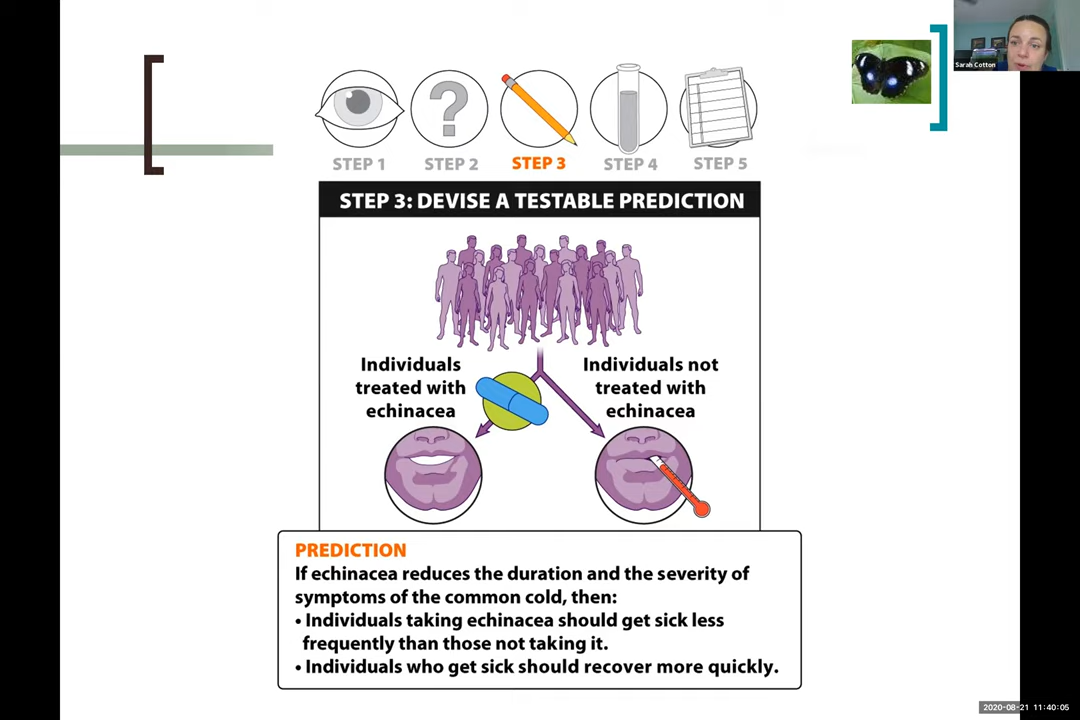 Sarah Cotton
STEP 1
STEP 2
STEP 3
STEP 4
STEP 5
STEP 3: DEVISE A TESTABLE PREDICTION
Individuals
treated with
echinacea
Individuals not
treated with
echinacea
PREDICTION
If echinacea reduces the duration and the severity of
symptoms of the common cold, then:
• Individuals taking echinacea should get sick less
frequently than those not taking it.
• Individuals who get sick should recover more quickly.
2020-08-21 11:40:05